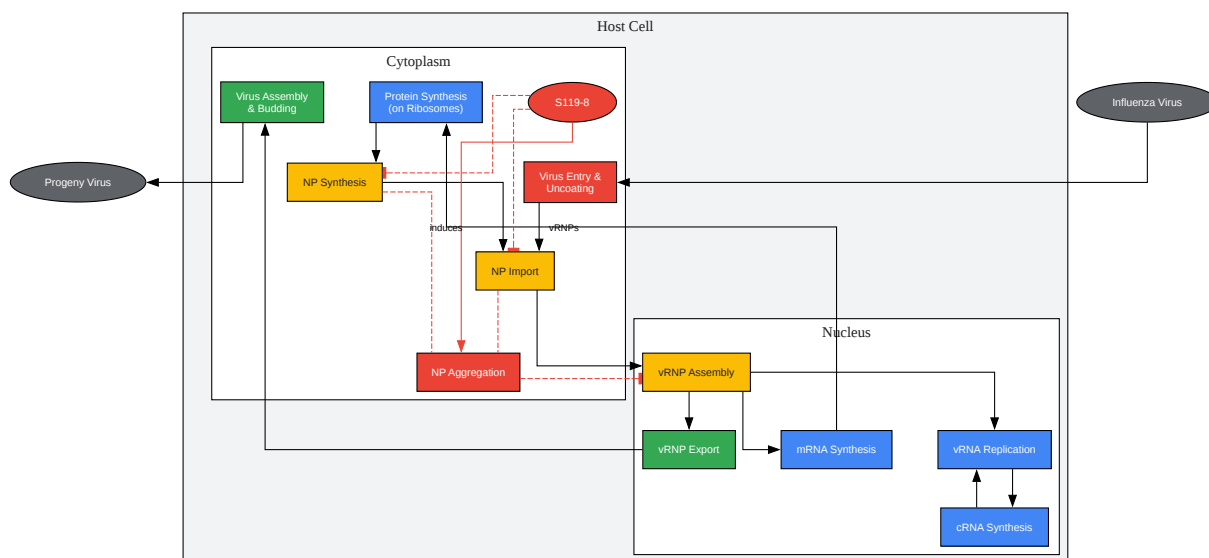 Host Cell
Cytoplasm
Virus Assembly
& Budding
Protein Synthesis
(on Ribosomes)
S119-8
Influenza Virus
Progeny Virus
NP Synthesis
Virus Entry &
Uncoating
induces
vRNPs
NP Import
Nucleus
NP Aggregation
vRNP Assembly
vRNP Export
mRNA Synthesis
vRNA Replication
cRNA Synthesis